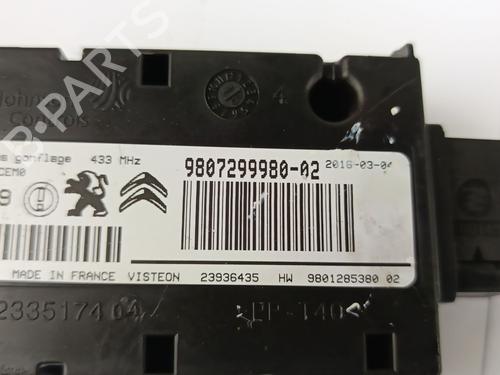 Controls
4
gonflage 433 MHz
CEM0
9
9807299980-02 2016-03-04
MADE IN FRANCE VISTEON 23936435 HW 9801285380 02
2335174 04
B-PARTS